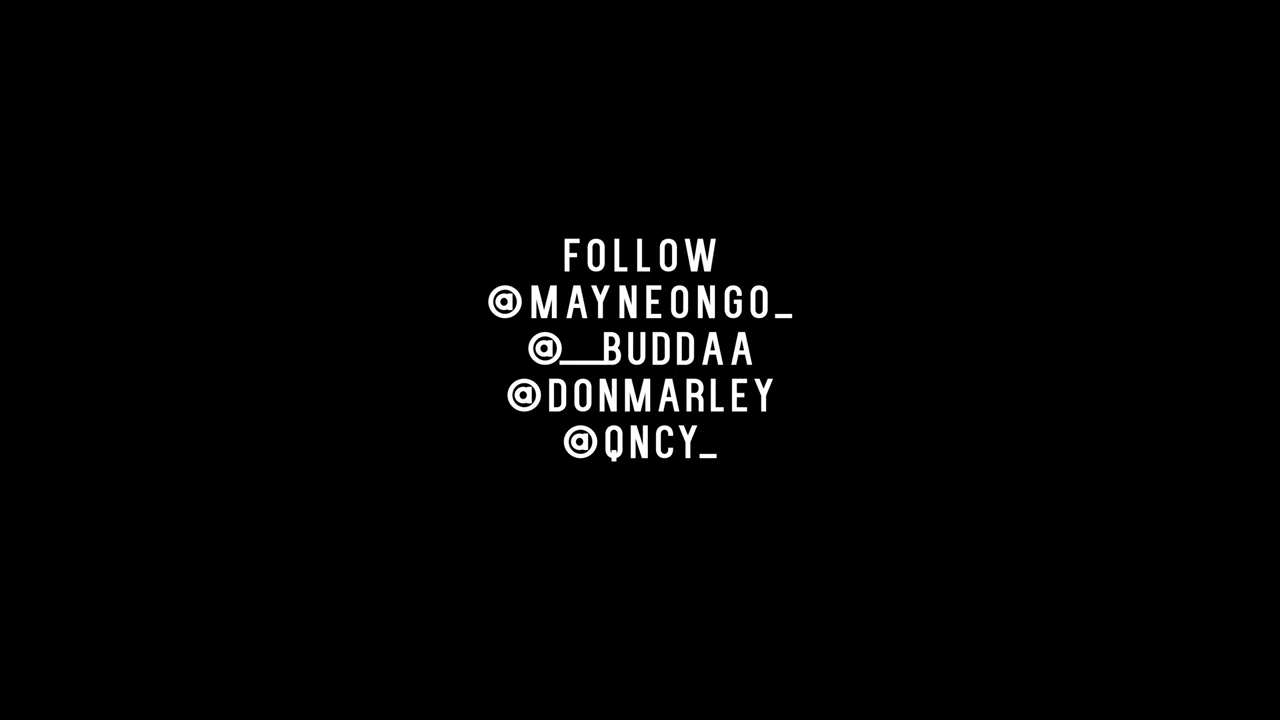 FOLLOW
@MAYNEONGO_
@__BUDDAA
@DONMARLEY
@QNCY_